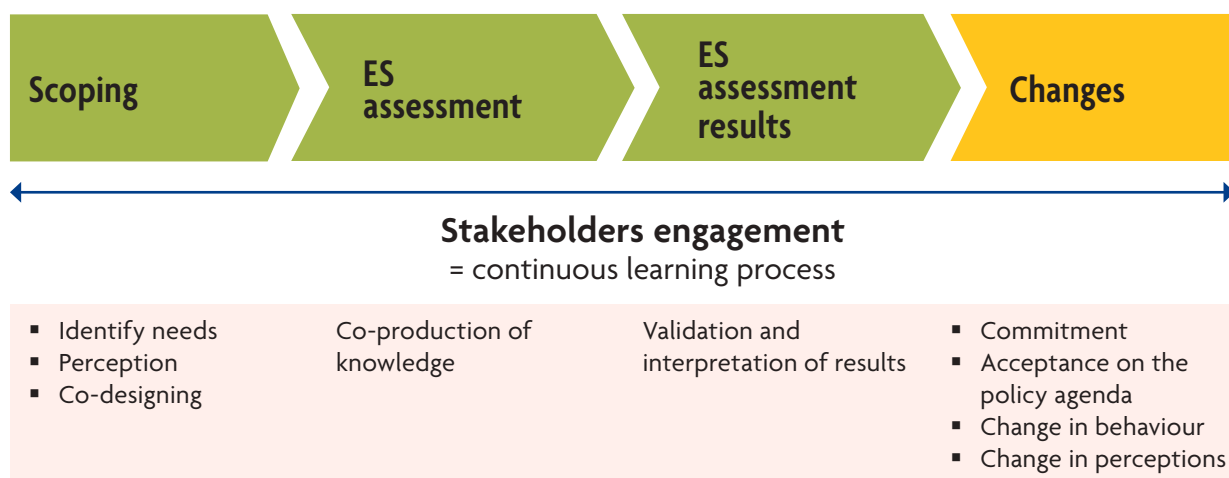 Scoping
ES
assessment
ES
assessment
results
Changes
Stakeholders engagement
= continuous learning process
▪ Identify needs
▪ Perception
▪ Co-designing
Co-production of
knowledge
Validation and
interpretation of results
▪ Commitment
▪ Acceptance on the
policy agenda
▪ Change in behaviour
▪ Change in perceptions